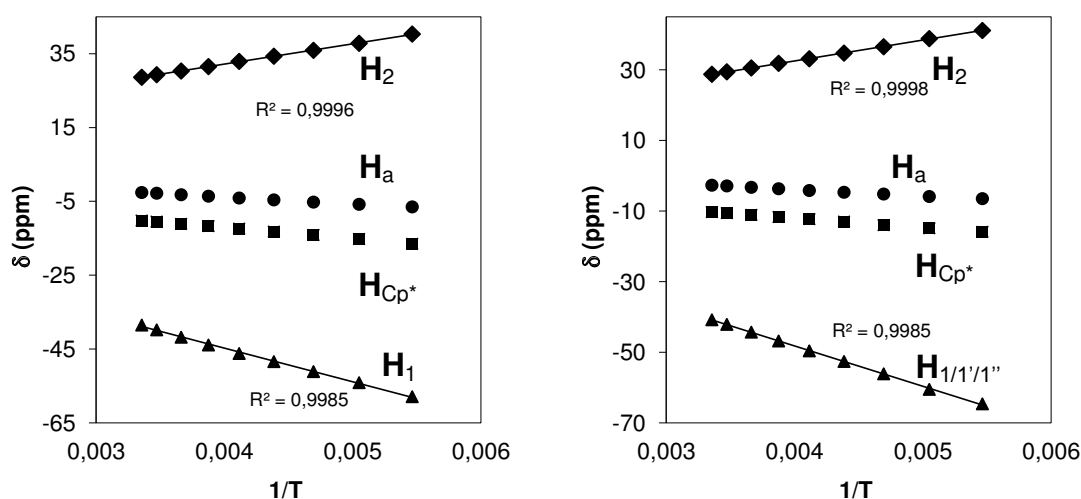 35
H2
R² = 0,9996
15
Ha
-5
δ (ppm)
-25
HCp*
-45
H1
R² = 0,9985
-65
0,003 0,004 0,005 0,006
1/T
30
H2
R² = 0,9998
10
Ha
-10
δ (ppm)
HCp*
-30
R² = 0,9985
-50
H1/1'/1''
-70
0,003 0,004 0,005 0,006
1/T